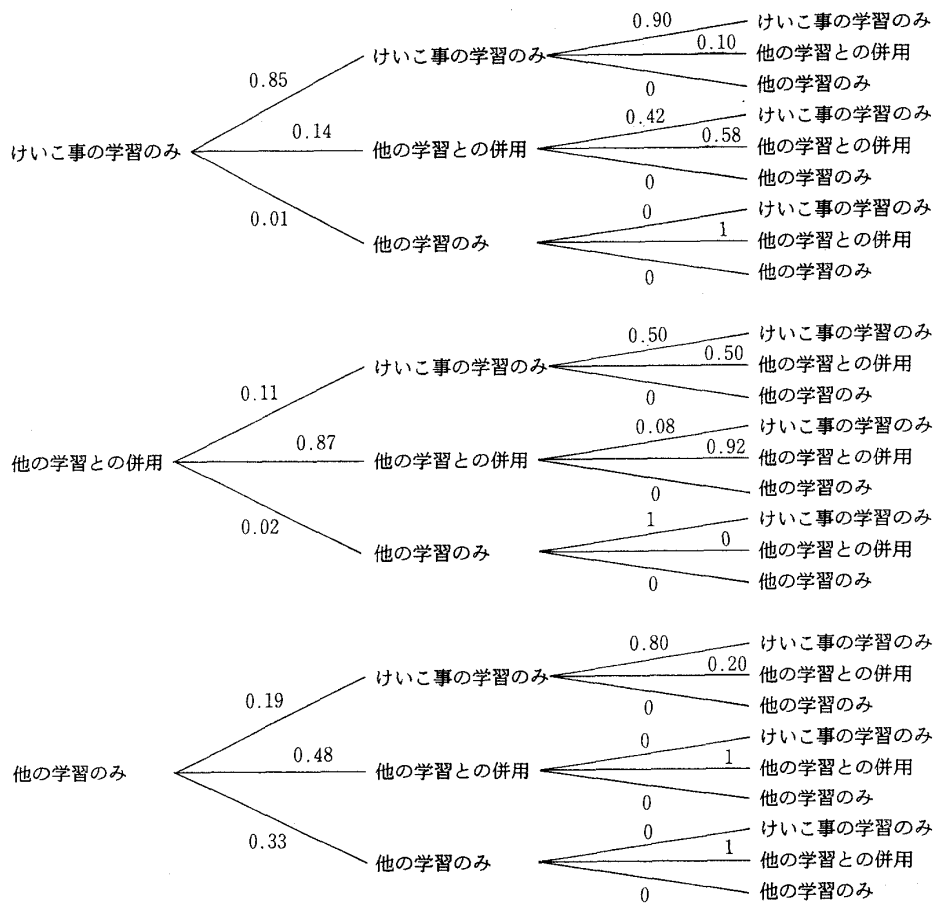 0.90 けいこ事の学習のみ
けいこ事の学習のみ 0.10 他の学習との併用
0.85 0 他の学習のみ
0.42 けいこ事の学習のみ
けいこ事の学習のみ 0.14 他の学習との併用 0.58 他の学習との併用
0 他の学習のみ
0.01 0 けいこ事の学習のみ
他の学習のみ 1 他の学習との併用
0 他の学習のみ
0.50 けいこ事の学習のみ
けいこ事の学習のみ 0.50 他の学習との併用
0.11 0 他の学習のみ
0.08 けいこ事の学習のみ
他の学習との併用 0.87 他の学習との併用 0.92 他の学習との併用
0 他の学習のみ
0.02 1 けいこ事の学習のみ
他の学習のみ 0 他の学習との併用
0 他の学習のみ
0.80 けいこ事の学習のみ
けいこ事の学習のみ 0.20 他の学習との併用
0.19 0 他の学習のみ
0 けいこ事の学習のみ
他の学習のみ 0.48 他の学習との併用 1 他の学習との併用
0 他の学習のみ
0.33 0 けいこ事の学習のみ
他の学習のみ 1 他の学習との併用
0 他の学習のみ